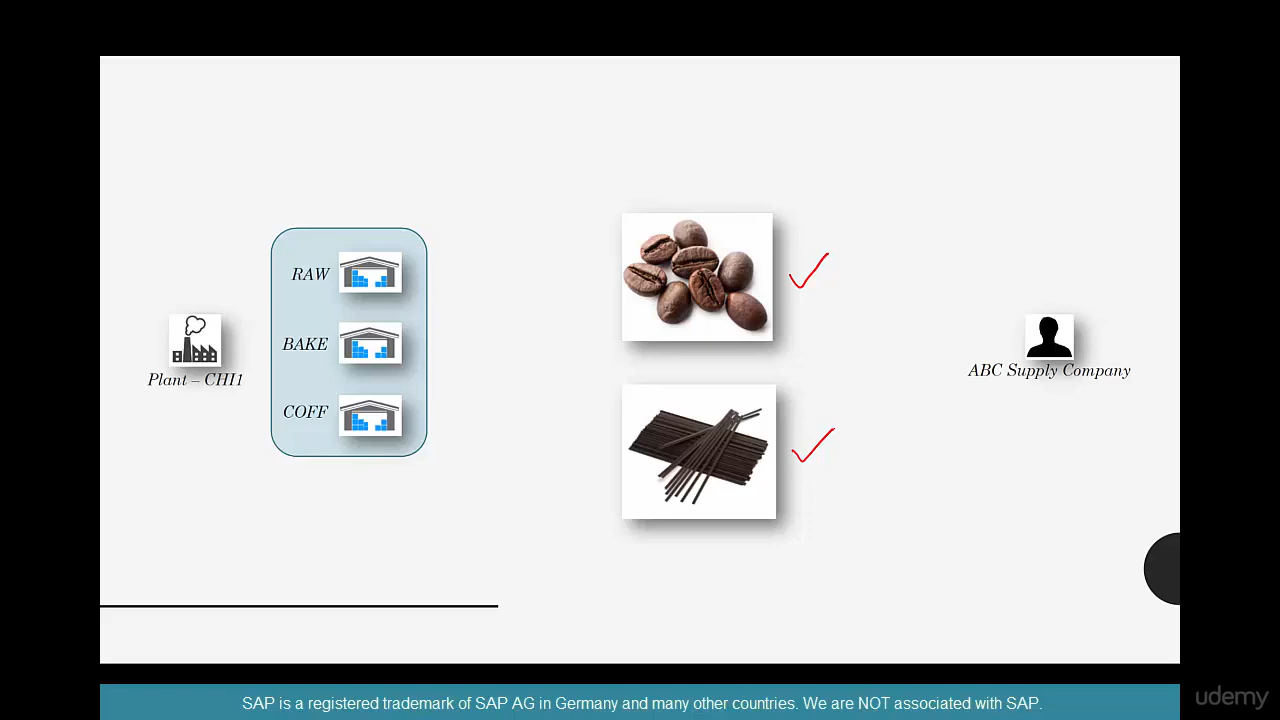 RAW
BAKE
COFF
Plant – CHI1
ABC Supply Company
SAP is a registered trademark of SAP AG in Germany and many other countries. We are NOT associated with SAP.
udemy